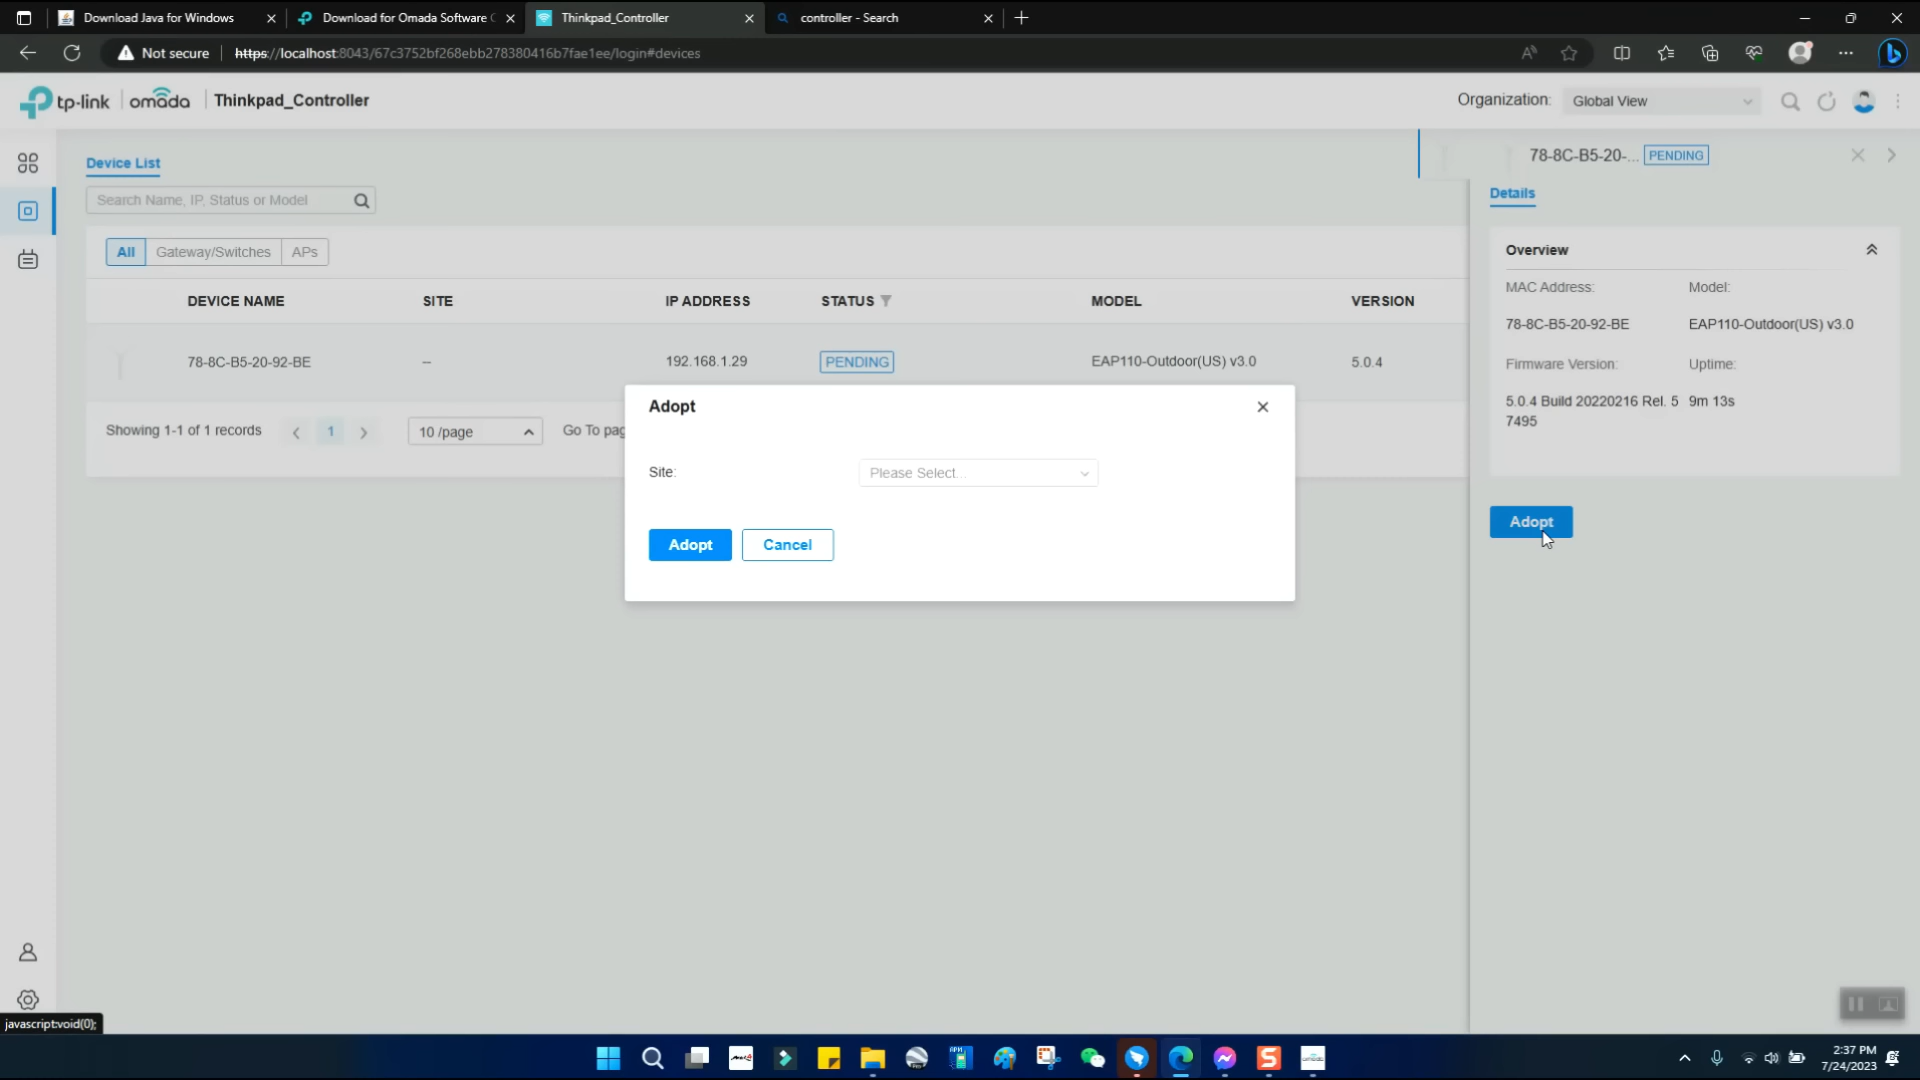 Download Java for Windows
Download for Omada Software C
Thinkpad_Controller
controller - Search
Not secure
https://localhost:8043/67c3752bf268ebb278380416b7fae1ee/login#devices
tp-link
omada
Thinkpad_Controller
Organization:
Global View
Device List
Search Name, IP, Status or Model
78-8C-B5-20-...
PENDING
Details
All
Gateway/Switches
APs
Overview
MAC Address:
Model:
78-8C-B5-20-92-BE
EAP110-Outdoor(US) v3.0
Firmware Version:
Uptime:
5.0.4 Build 20220216 Rel. 5
7495
9m 13s
Adopt
DEVICE NAME
SITE
IP ADDRESS
STATUS
MODEL
VERSION
78-8C-B5-20-92-BE
--
192.168.1.29
PENDING
EAP110-Outdoor(US) v3.0
5.0.4
Showing 1-1 of 1 records
1
10 /page
Go To pag
Adopt
Site:
Please Select...
Adopt
Cancel
javascript:void(0);
2:37 PM
7/24/2023